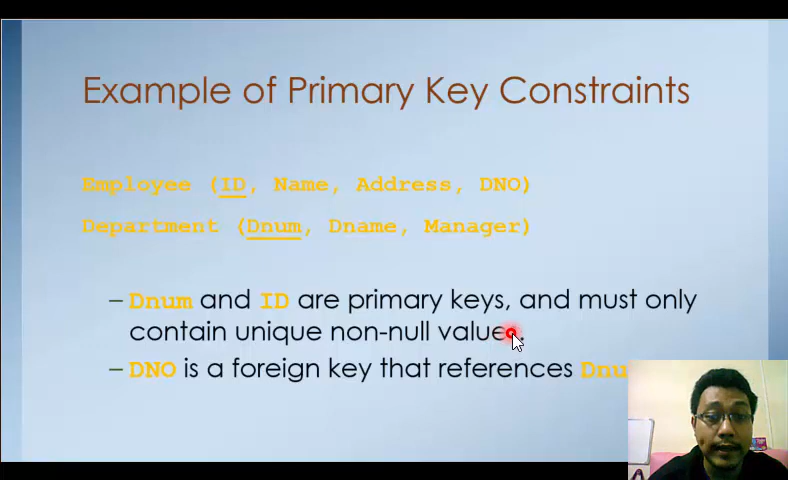 Example of Primary Key Constraints
Employee (ID, Name, Address, DNO)
Department (Dnum, Dname, Manager)
– Dnum and ID are primary keys, and must only
contain unique non-null values.
– DNO is a foreign key that references